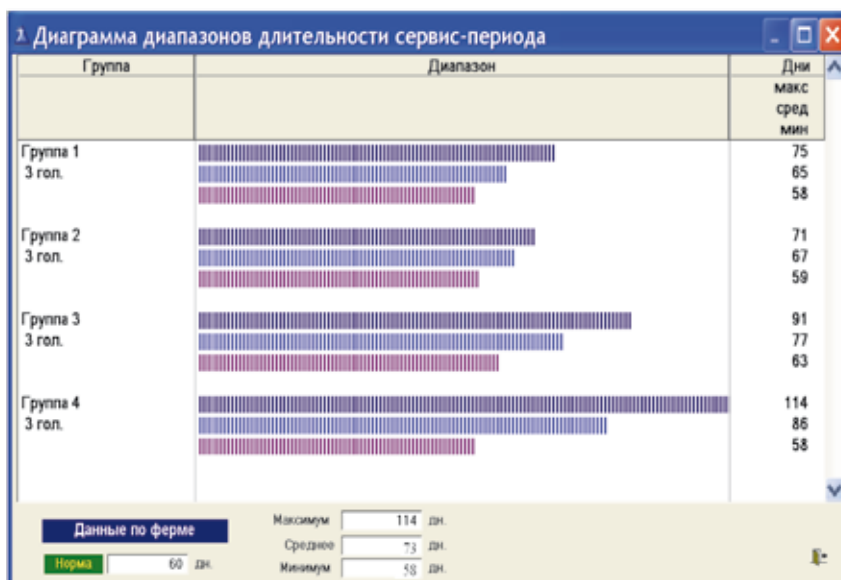 Диаграмма диапазонов длительности сервис-периода
Группа Диапазон Дни
макс
сред
мин
Группа 1 75
3 гол. 65
58
Группа 2 71
3 гол. 67
59
Группа 3 91
3 гол. 77
63
Группа 4 114
3 гол. 86
58
Данные по ферме
Норма 60 дн.
Максимум 114 дн.
Среднее 73 дн.
Минимум 58 дн.